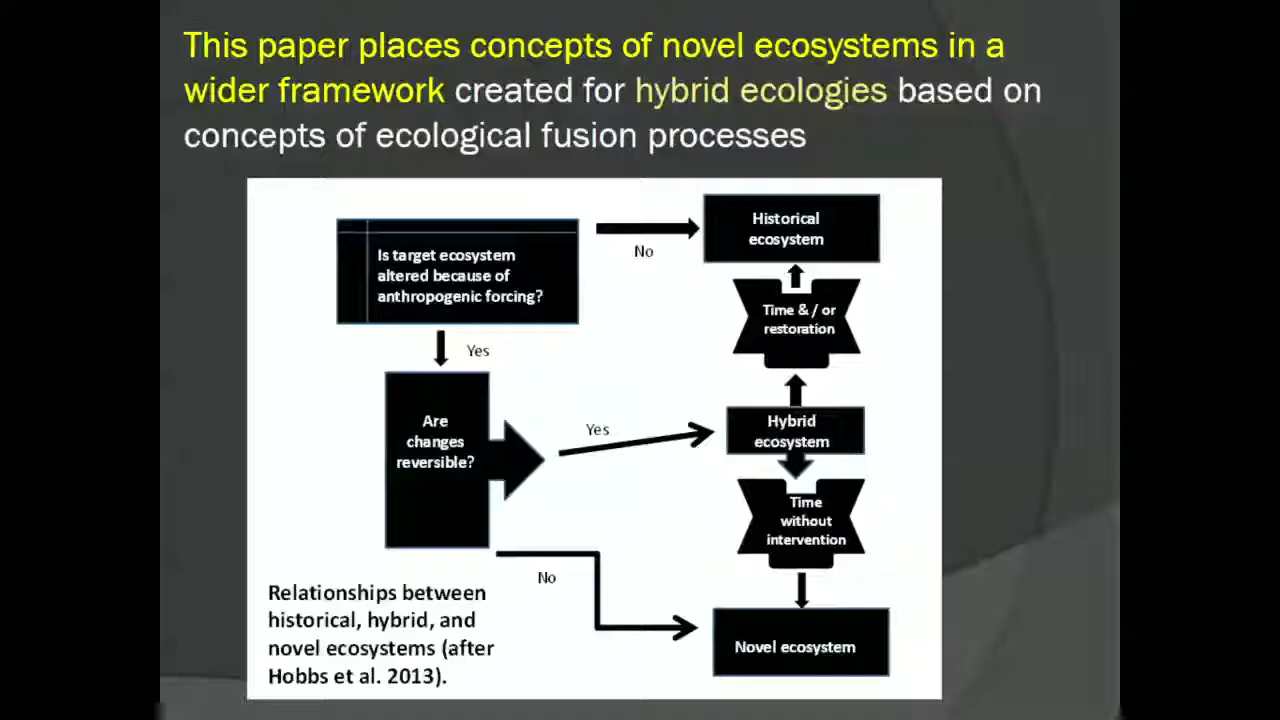 This paper places concepts of novel ecosystems in a
wider framework created for hybrid ecologies based on
concepts of ecological fusion processes
Is target ecosystem
altered because of
anthropogenic forcing?
No
Historical
ecosystem
Time & / or
restoration
Yes
Are
changes
reversible?
Yes
Hybrid
ecosystem
Time
without
intervention
No
Novel ecosystem
Relationships between
historical, hybrid, and
novel ecosystems (after
Hobbs et al. 2013).